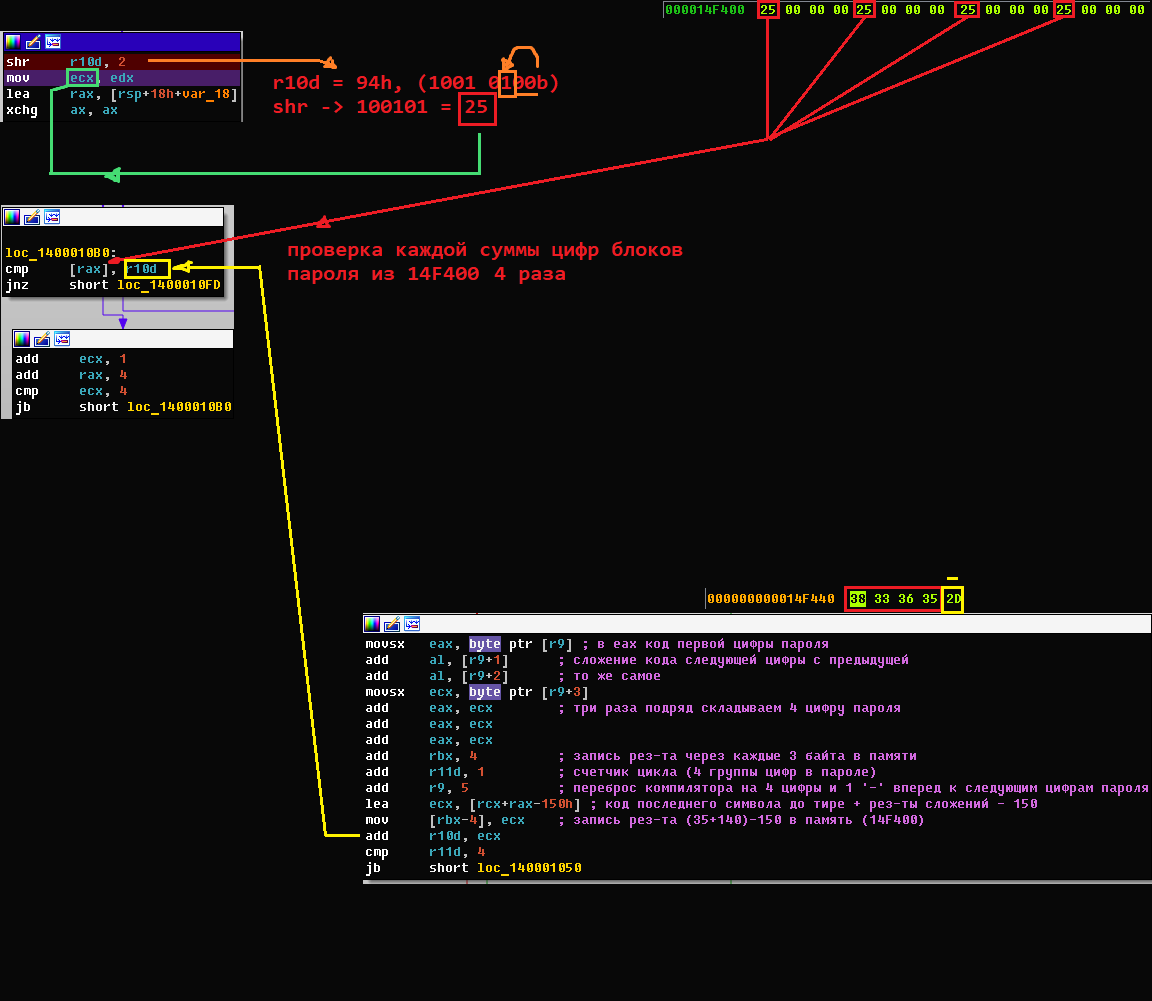 000014F400 25 00 00 00 25 00 00 00 25 00 00 00 25 00 00 00
shr r10d, 2
mov ecx, edx
lea rax, [rsp+18h+var_18]
xchg ax, ax
r10d = 94h, (1001 0100b)
shr -> 100101 = 25
loc_1400010B0:
cmp [rax], r10d
jnz short loc_1400010FD
проверка каждой суммы цифр блоков
пароля из 14F400 4 раза
add ecx, 1
add rax, 4
cmp ecx, 4
jb short loc_1400010B0
000000000014F440 38 33 36 35 2D
movsx eax, byte ptr [r9] ; в eax код первой цифры пароля
add al, [r9+1] ; сложение кода следующей цифры с предыдущей
add al, [r9+2] ; то же самое
movsx ecx, byte ptr [r9+3]
add eax, ecx ; три раза подряд складываем 4 цифру пароля
add eax, ecx
add eax, ecx
add rbx, 4 ; запись рез-та через каждые 3 байта в памяти
add r11d, 1 ; счетчик цикла (4 группы цифр в пароле)
add r9, 5 ; переброс компилятора на 4 цифры и 1 '-' вперед к следующим цифрам пароля
lea ecx, [rcx+rax-150h] ; код последнего символа до тире + рез-ты сложений - 150
mov [rbx-4], ecx ; запись рез-та (35+140)-150 в память (14F400)
add r10d, ecx
cmp r11d, 4
jb short loc_140001050